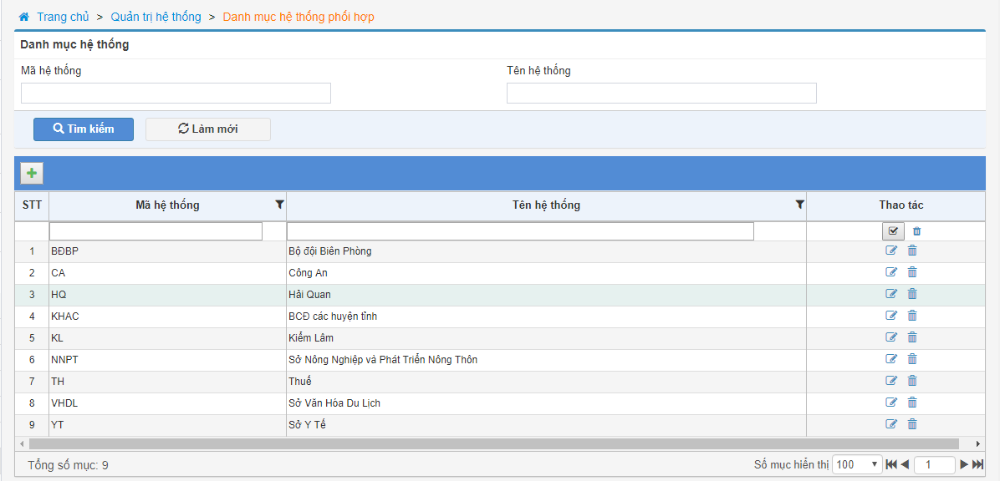 Trang chủ > Quản trị hệ thống > Danh mục hệ thống phối hợp
Danh mục hệ thống
Mã hệ thống Tên hệ thống
Tìm kiếm Làm mới
STT Mã hệ thống Tên hệ thống Thao tác
1 BĐBP Bộ đội Biên Phòng
2 CA Công An
3 HQ Hải Quan
4 KHAC BCĐ các huyện tỉnh
5 KL Kiểm Lâm
6 NNPT Sở Nông Nghiệp và Phát Triển Nông Thôn
7 TH Thuế
8 VHDL Sở Văn Hóa Du Lịch
9 YT Sở Y Tế
Tổng số mục: 9 Số mục hiển thị 100 1